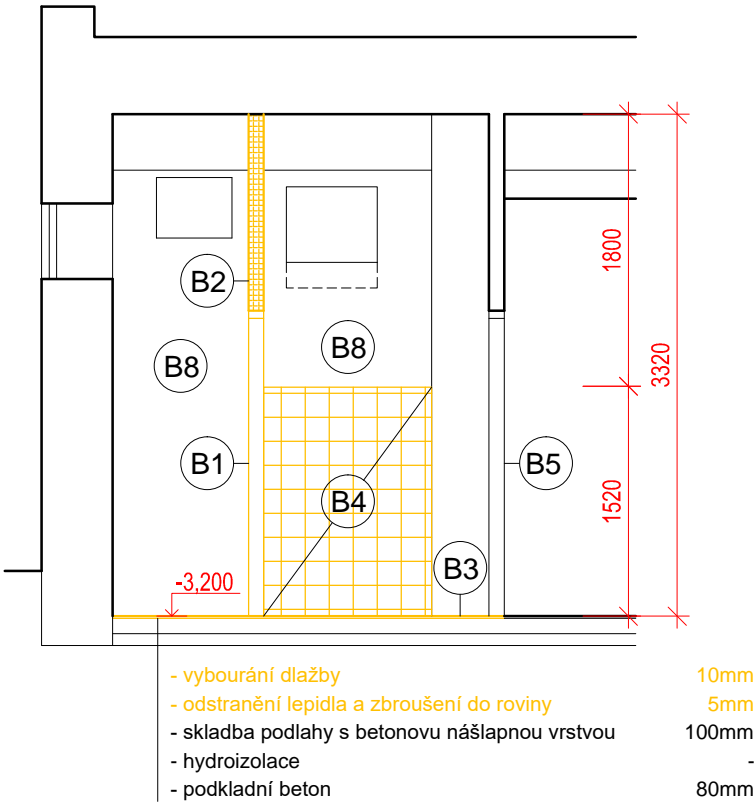 B2
1800
B8
B8
3320
B1
B5
B4
1520
B3
-3,200
- vybourání dlažby 10mm
- odstranění lepidla a zbroušení do roviny 5mm
- skladba podlahy s betonovu nášlapnou vrstvou 100mm
- hydroizolace -
- podkladní beton 80mm